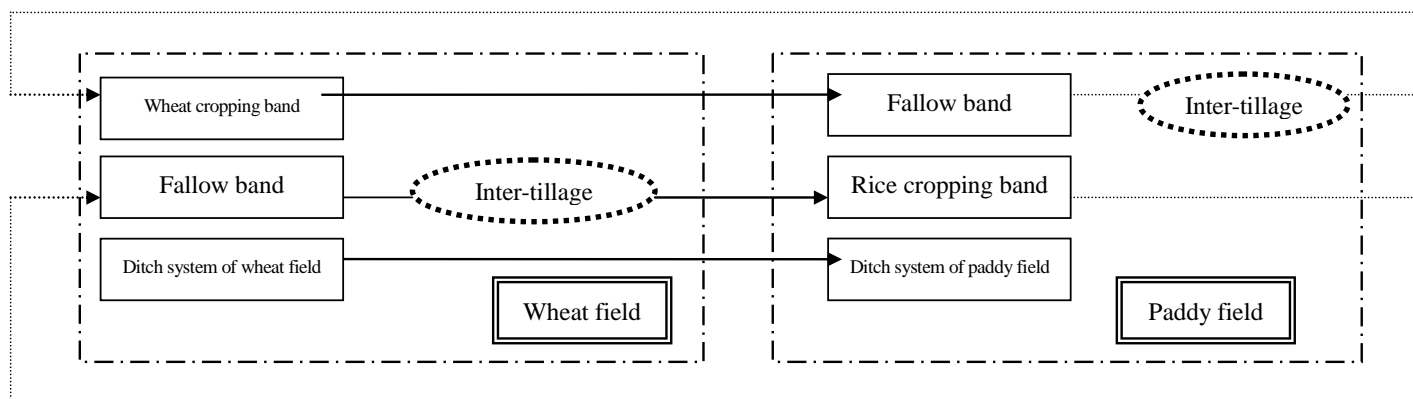 Wheat cropping band
Fallow band
Inter-tillage
Fallow band
Inter-tillage
Rice cropping band
Ditch system of wheat field
Ditch system of paddy field
Wheat field
Paddy field